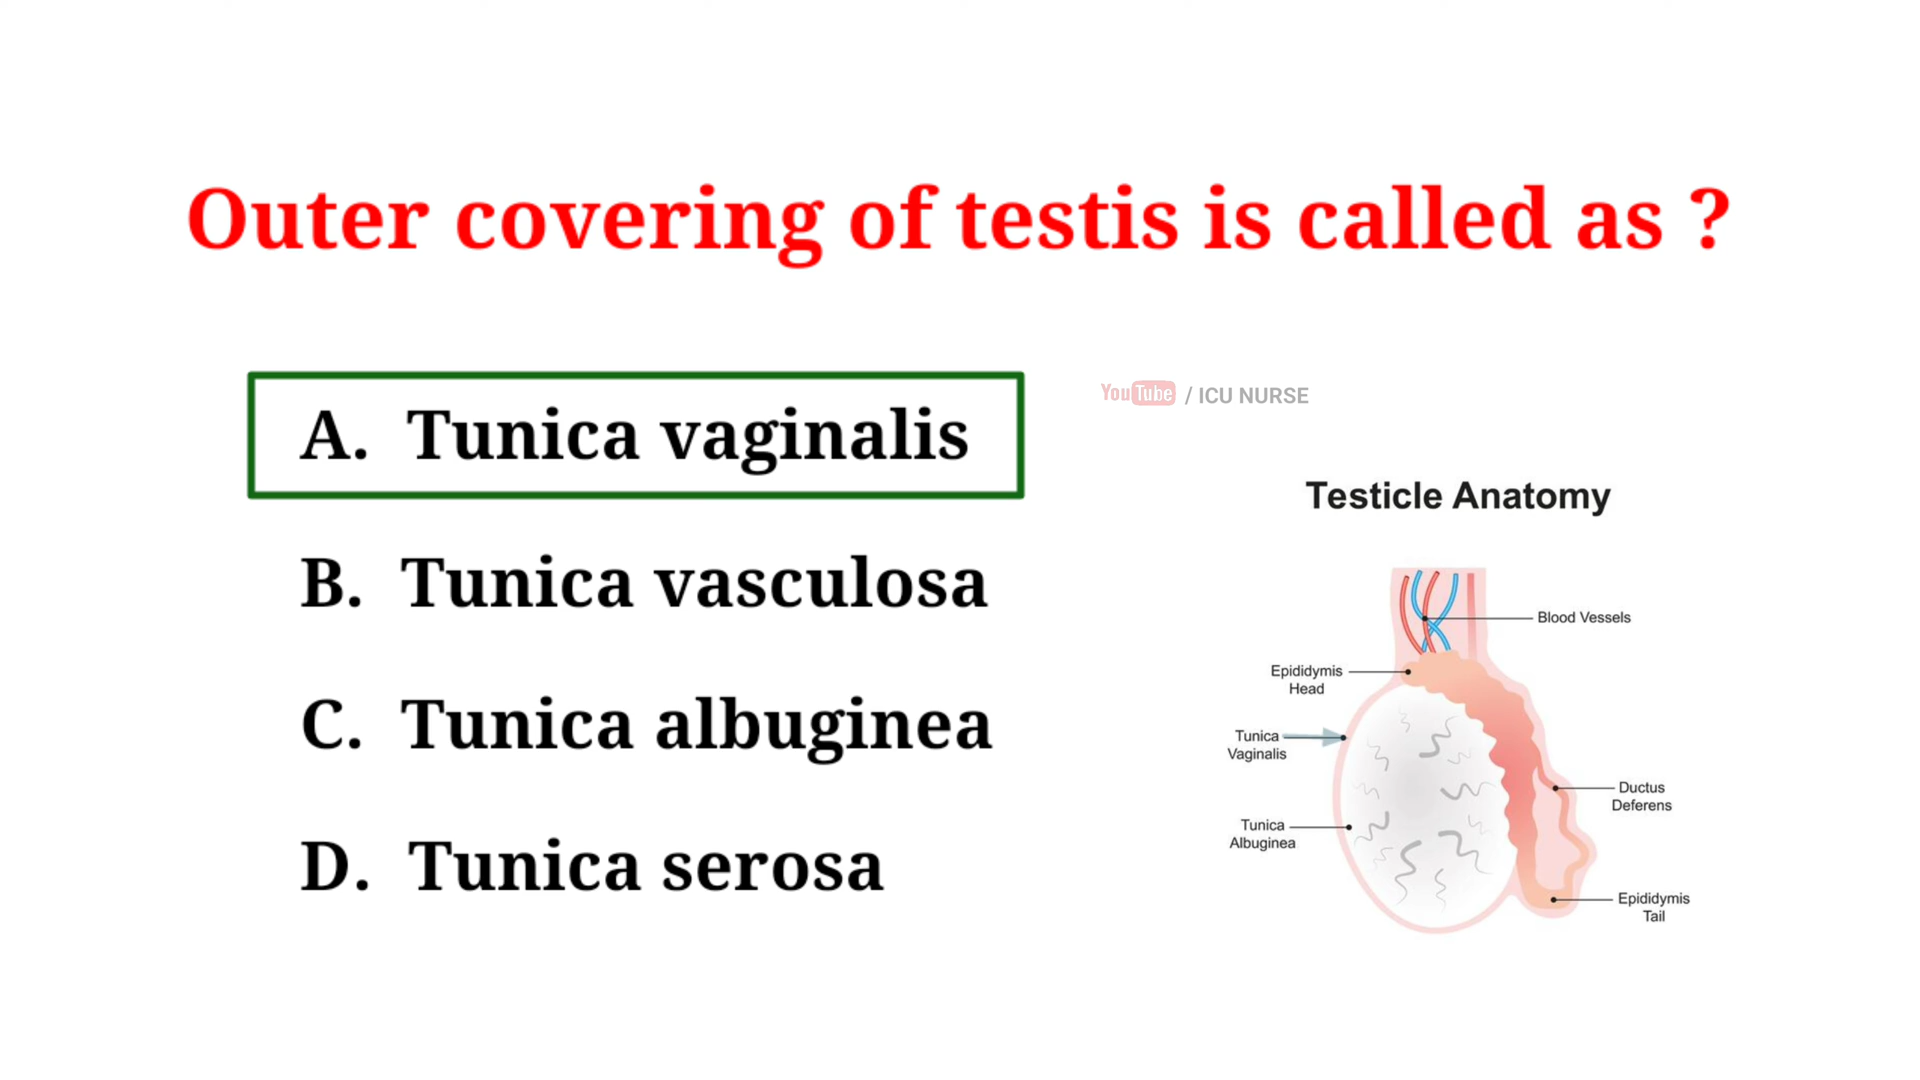 Outer covering of testis is called as ?
A. Tunica vaginalis
B. Tunica vasculosa
C. Tunica albuginea
D. Tunica serosa
YouTube / ICU NURSE
Testicle Anatomy
Blood Vessels
Epididymis
Head
Tunica
Vaginalis
Ductus
Deferens
Tunica
Albuginea
Epididymis
Tail